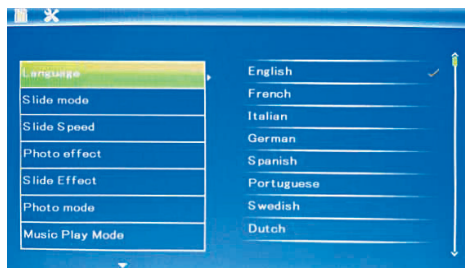 Language
Slide mode
Slide Speed
Photo effect
Slide Effect
Photo mode
Music Play Mode
English
French
Italian
German
Spanish
Portuguese
Swedish
Dutch